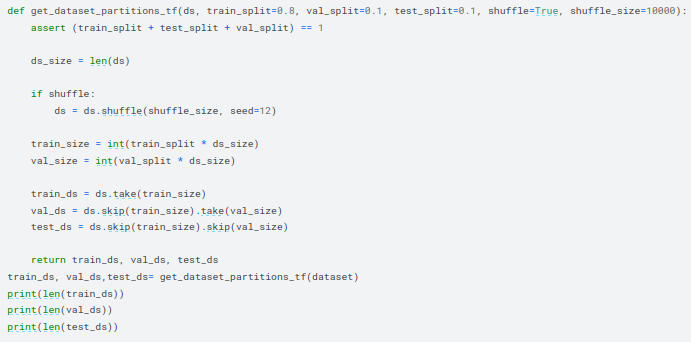 def get_dataset_partitions_tf(ds, train_split=0.8, val_split=0.1, test_split=0.1, shuffle=True, shuffle_size=10000):
    assert (train_split + test_split + val_split) == 1

    ds_size = len(ds)

    if shuffle:
        ds = ds.shuffle(shuffle_size, seed=12)

    train_size = int(train_split * ds_size)
    val_size = int(val_split * ds_size)

    train_ds = ds.take(train_size)
    val_ds = ds.skip(train_size).take(val_size)
    test_ds = ds.skip(train_size).skip(val_size)

    return train_ds, val_ds, test_ds
train_ds, val_ds,test_ds= get_dataset_partitions_tf(dataset)
print(len(train_ds))
print(len(val_ds))
print(len(test_ds))